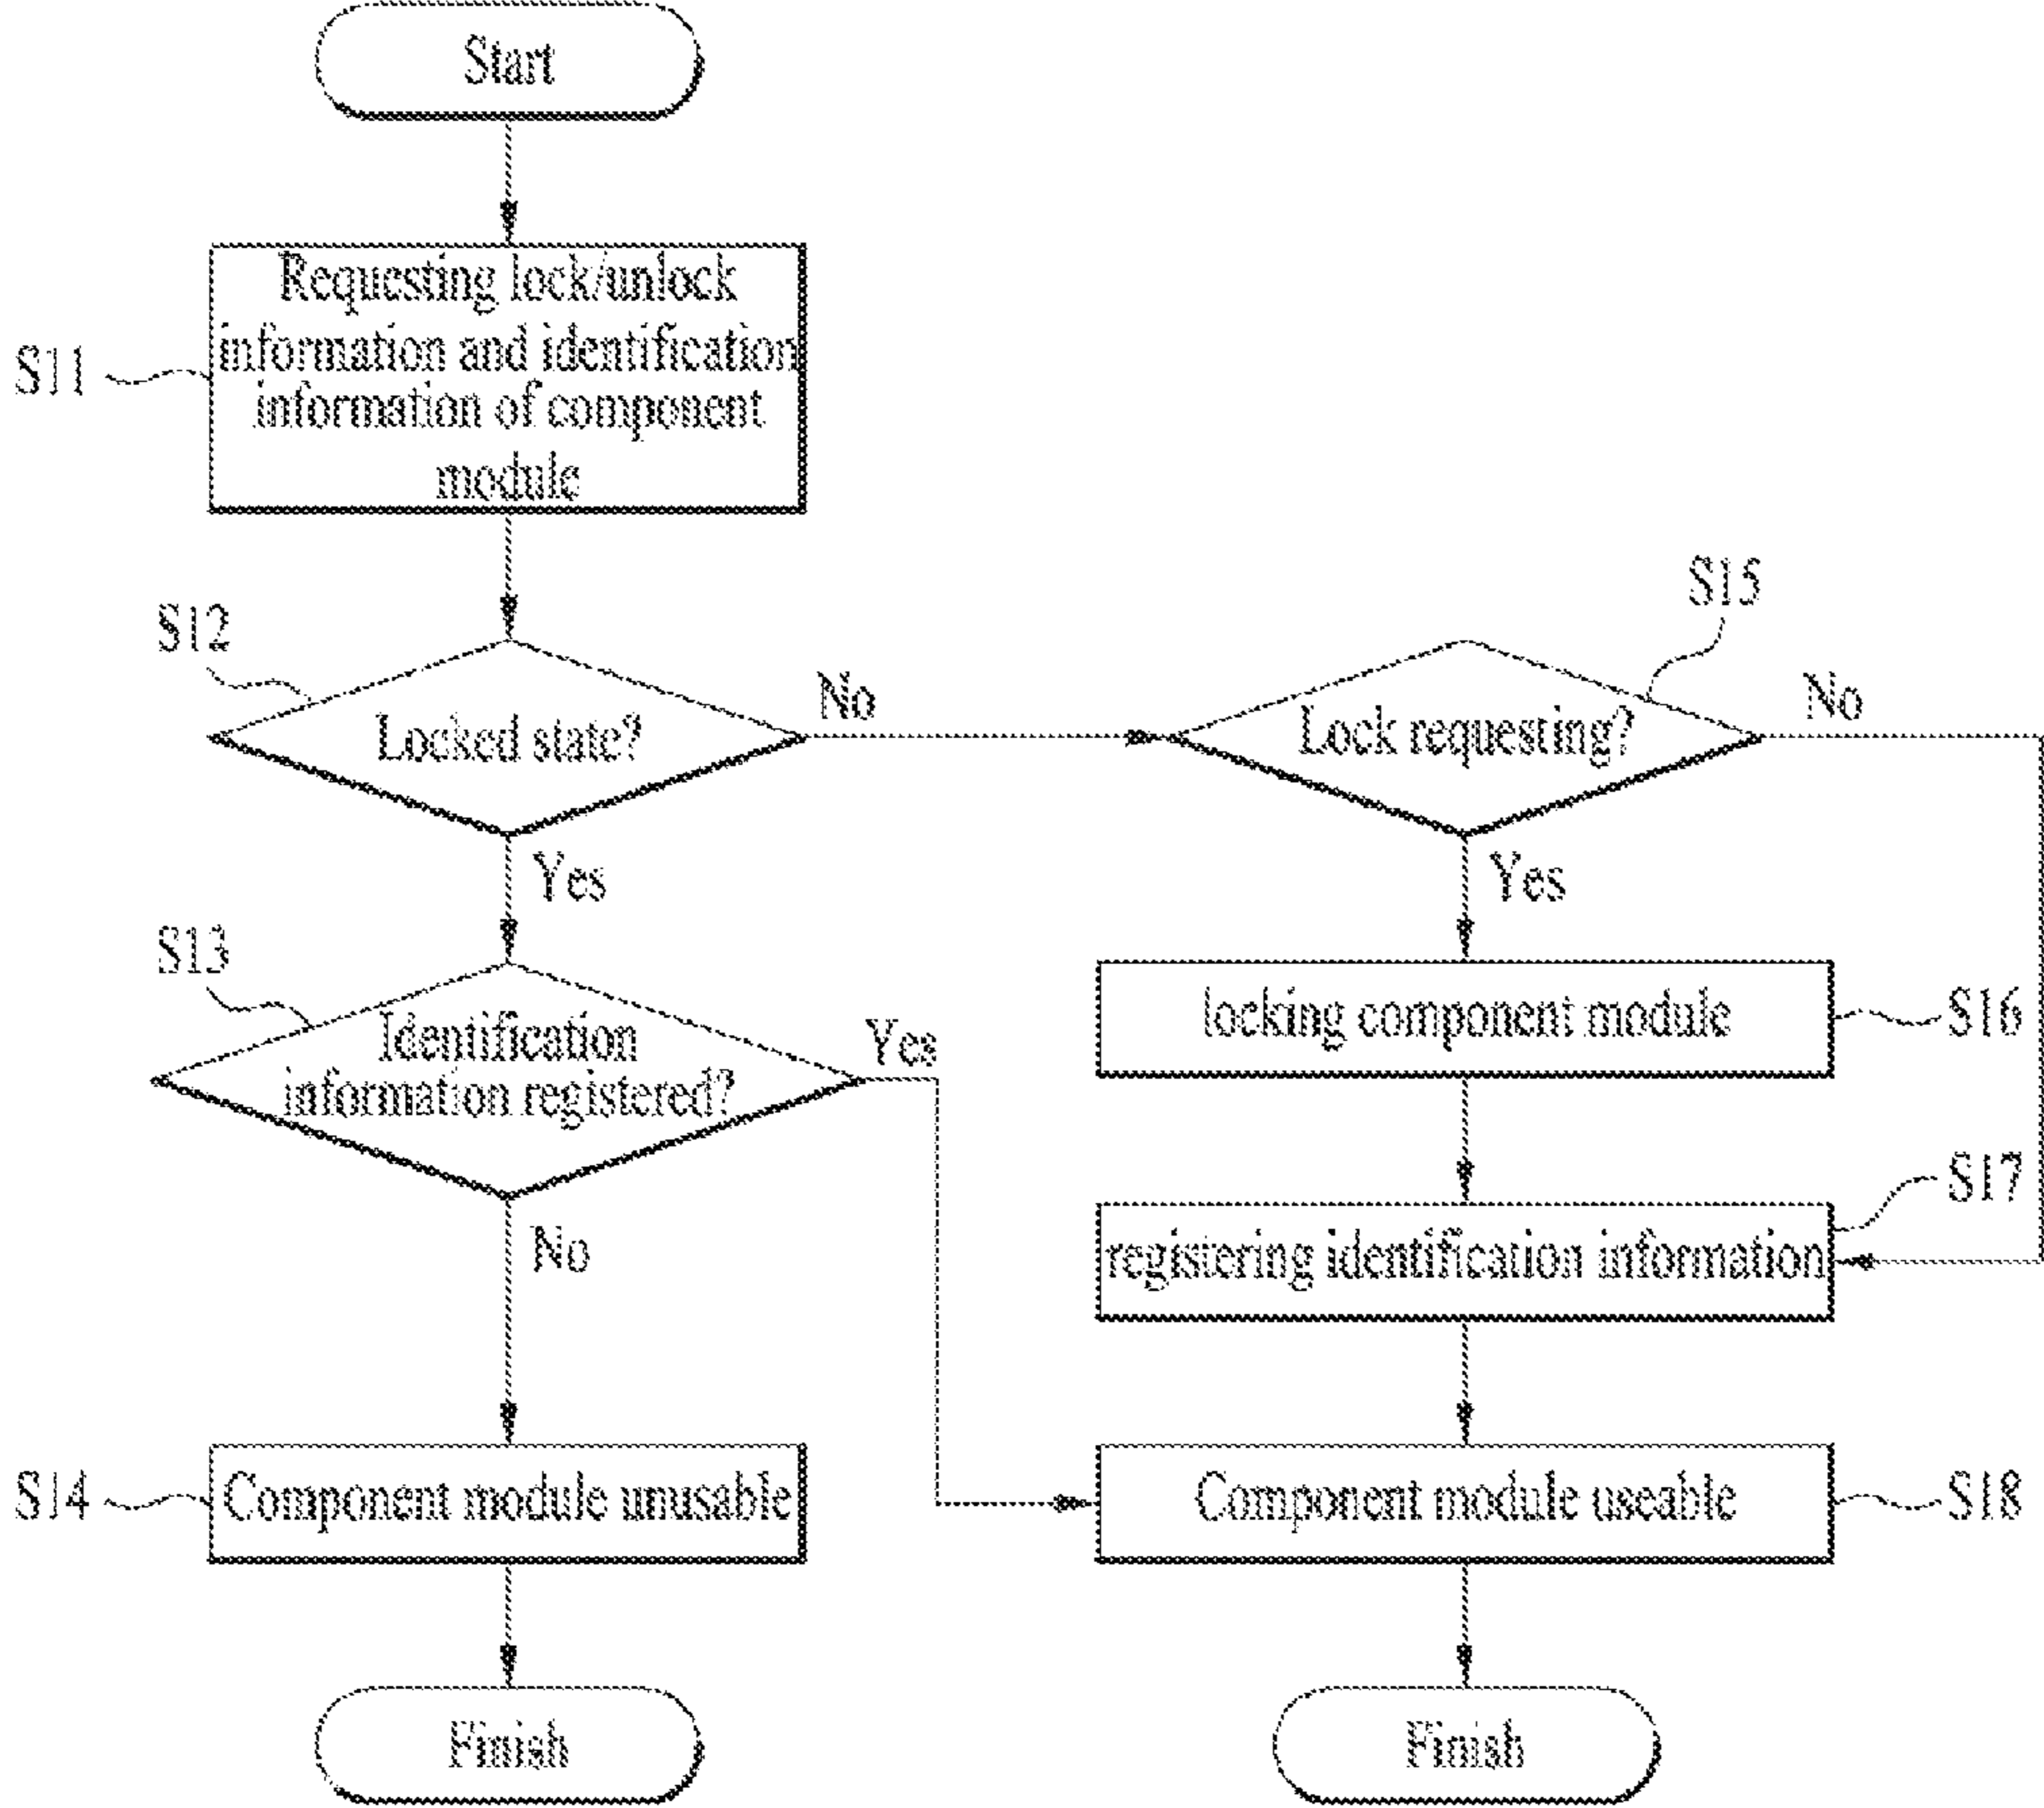 Start
S11
Requesting lock/unlock
information and identification
information of component
module
S12
Locked state?
No
Yes
S15
Lock requesting?
No
Yes
S13
Identification
information registered?
Yes
No
locking component module
S16
S17
registering identification information
S14
Component module unusable
Component module useable
S18
Finish
Finish